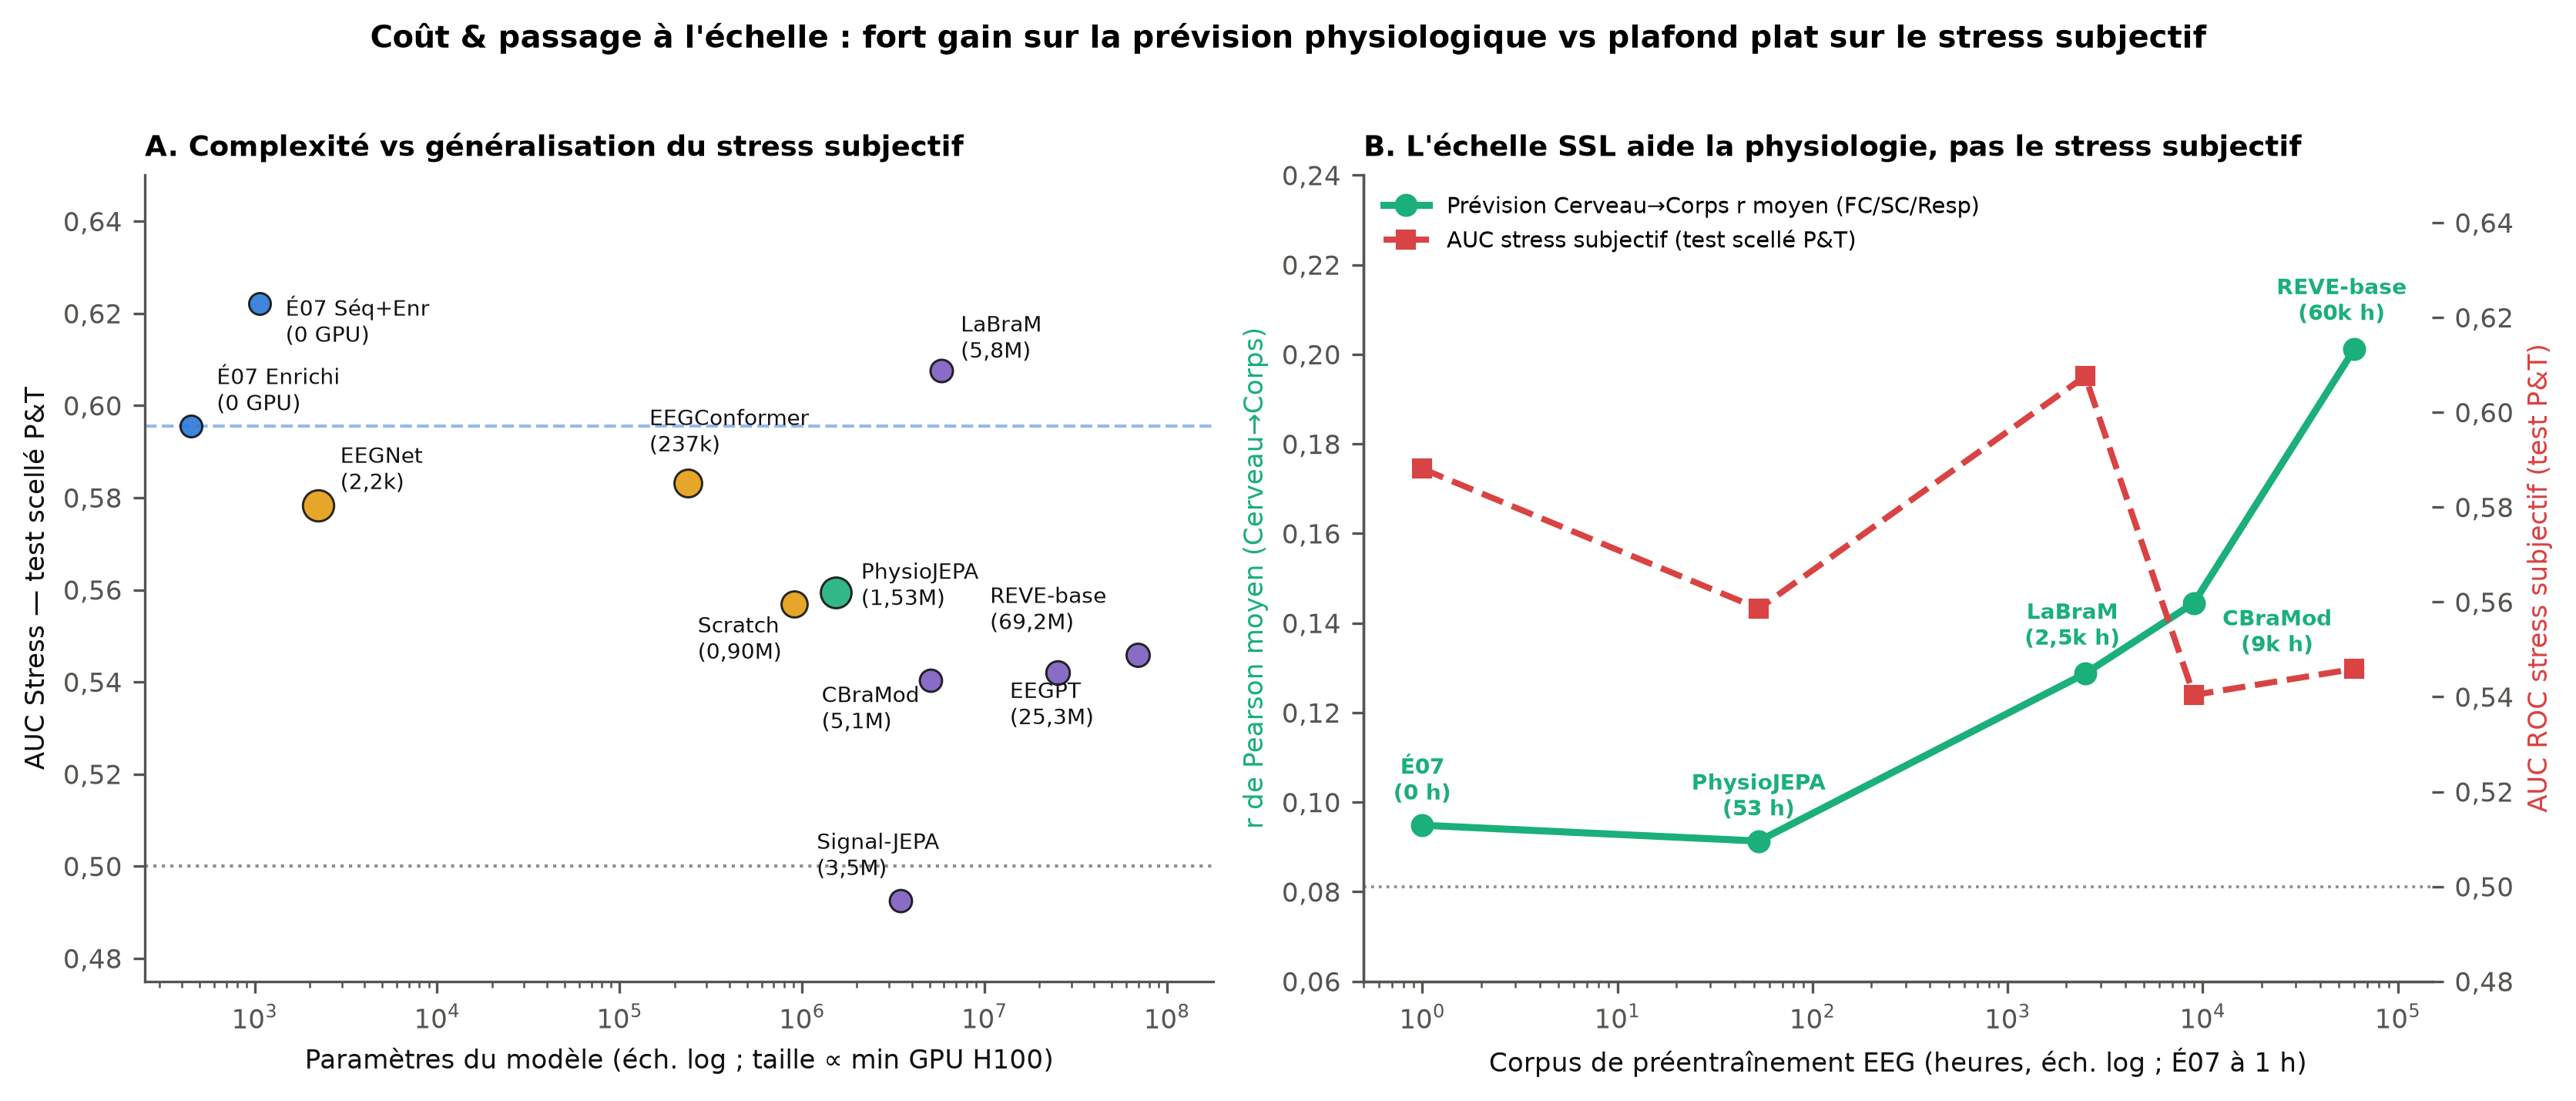 Coût & passage à l'échelle : fort gain sur la prévision physiologique vs plafond plat sur le stress subjectif
A. Complexité vs généralisation du stress subjectif
AUC Stress — test scellé P&T
0,64
0,62
0,60
0,58
0,56
0,54
0,52
0,50
0,48
É07 Séq+Enr
(0 GPU)
É07 Enrichi
(0 GPU)
LaBraM
(5,8M)
EEGConformer
(237k)
EEGNet
(2,2k)
PhysioJEPA
(1,53M)
REVE-base
(69,2M)
Scratch
(0,90M)
CBraMod
(5,1M)
EEGPT
(25,3M)
Signal-JEPA
(3,5M)
10³
10⁴
10⁵
10⁶
10⁷
10⁸
Paramètres du modèle (éch. log ; taille ∝ min GPU H100)
B. L'échelle SSL aide la physiologie, pas le stress subjectif
r de Pearson moyen (Cerveau→Corps)
0,24
0,22
0,20
0,18
0,16
0,14
0,12
0,10
0,08
0,06
Prévision Cerveau→Corps r moyen (FC/SC/Resp)
AUC stress subjectif (test scellé P&T)
REVE-base
(60k h)
LaBraM
(2,5k h)
CBraMod
(9k h)
É07
(0 h)
PhysioJEPA
(53 h)
0,64
0,62
0,60
0,58
0,56
0,54
0,52
0,50
0,48
AUC ROC stress subjectif (test P&T)
10⁰
10¹
10²
10³
10⁴
10⁵
Corpus de préentraînement EEG (heures, éch. log ; É07 à 1 h)